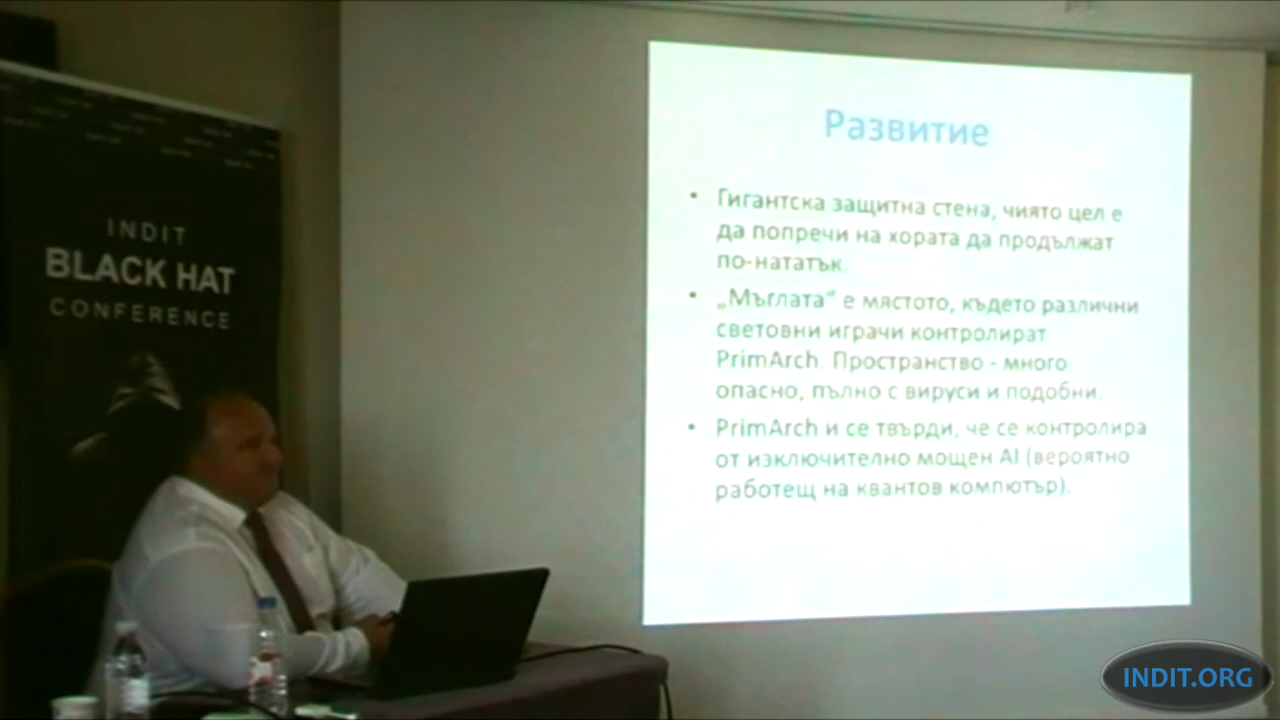 INDIT
BLACK HAT
CONFERENCE
Развитие
• Гигантска защитна стена, чиято цел е
да попречи на хората да продължат
по-нататък.
• „Мъглата“ е мястото, където различни
световни играчи контролират
PrimArch. Пространство - много
опасно, пълно с вируси и подобни.
• PrimArch и се твърди, че се контролира
от изключително мощен AI (вероятно
работещ на квантов компютър).
INDIT.ORG